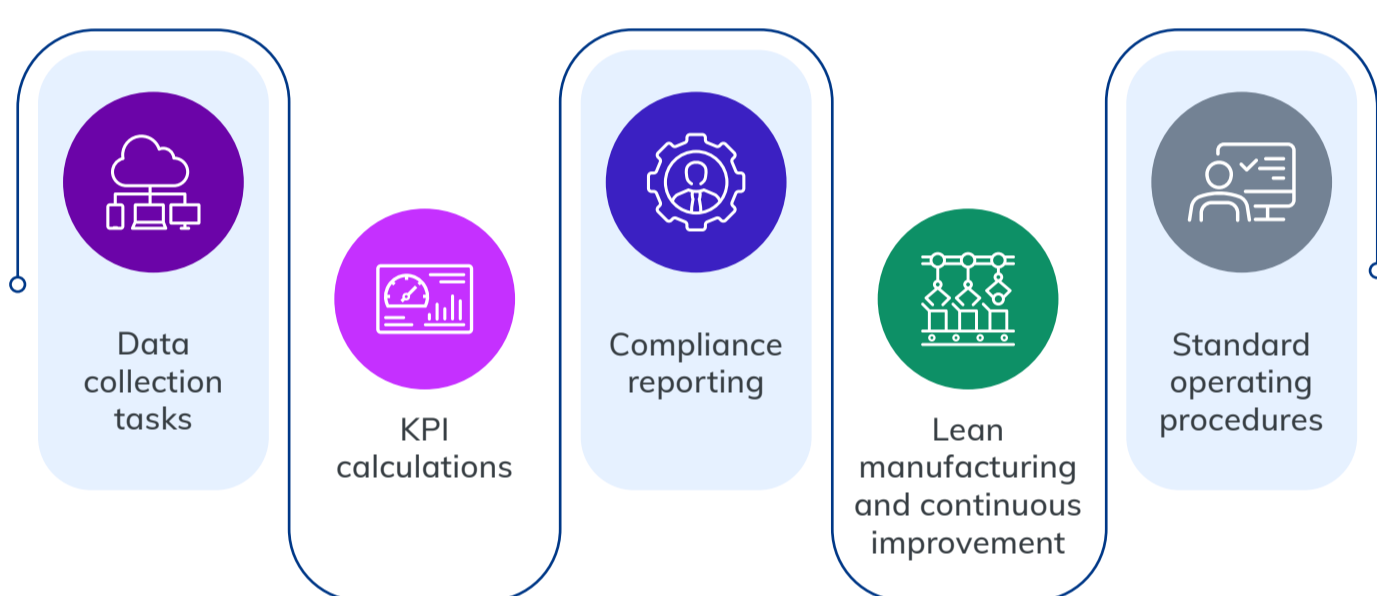 Data
collection
tasks
KPI
calculations
Compliance
reporting
Lean
manufacturing
and continuous
improvement
Standard
operating
procedures